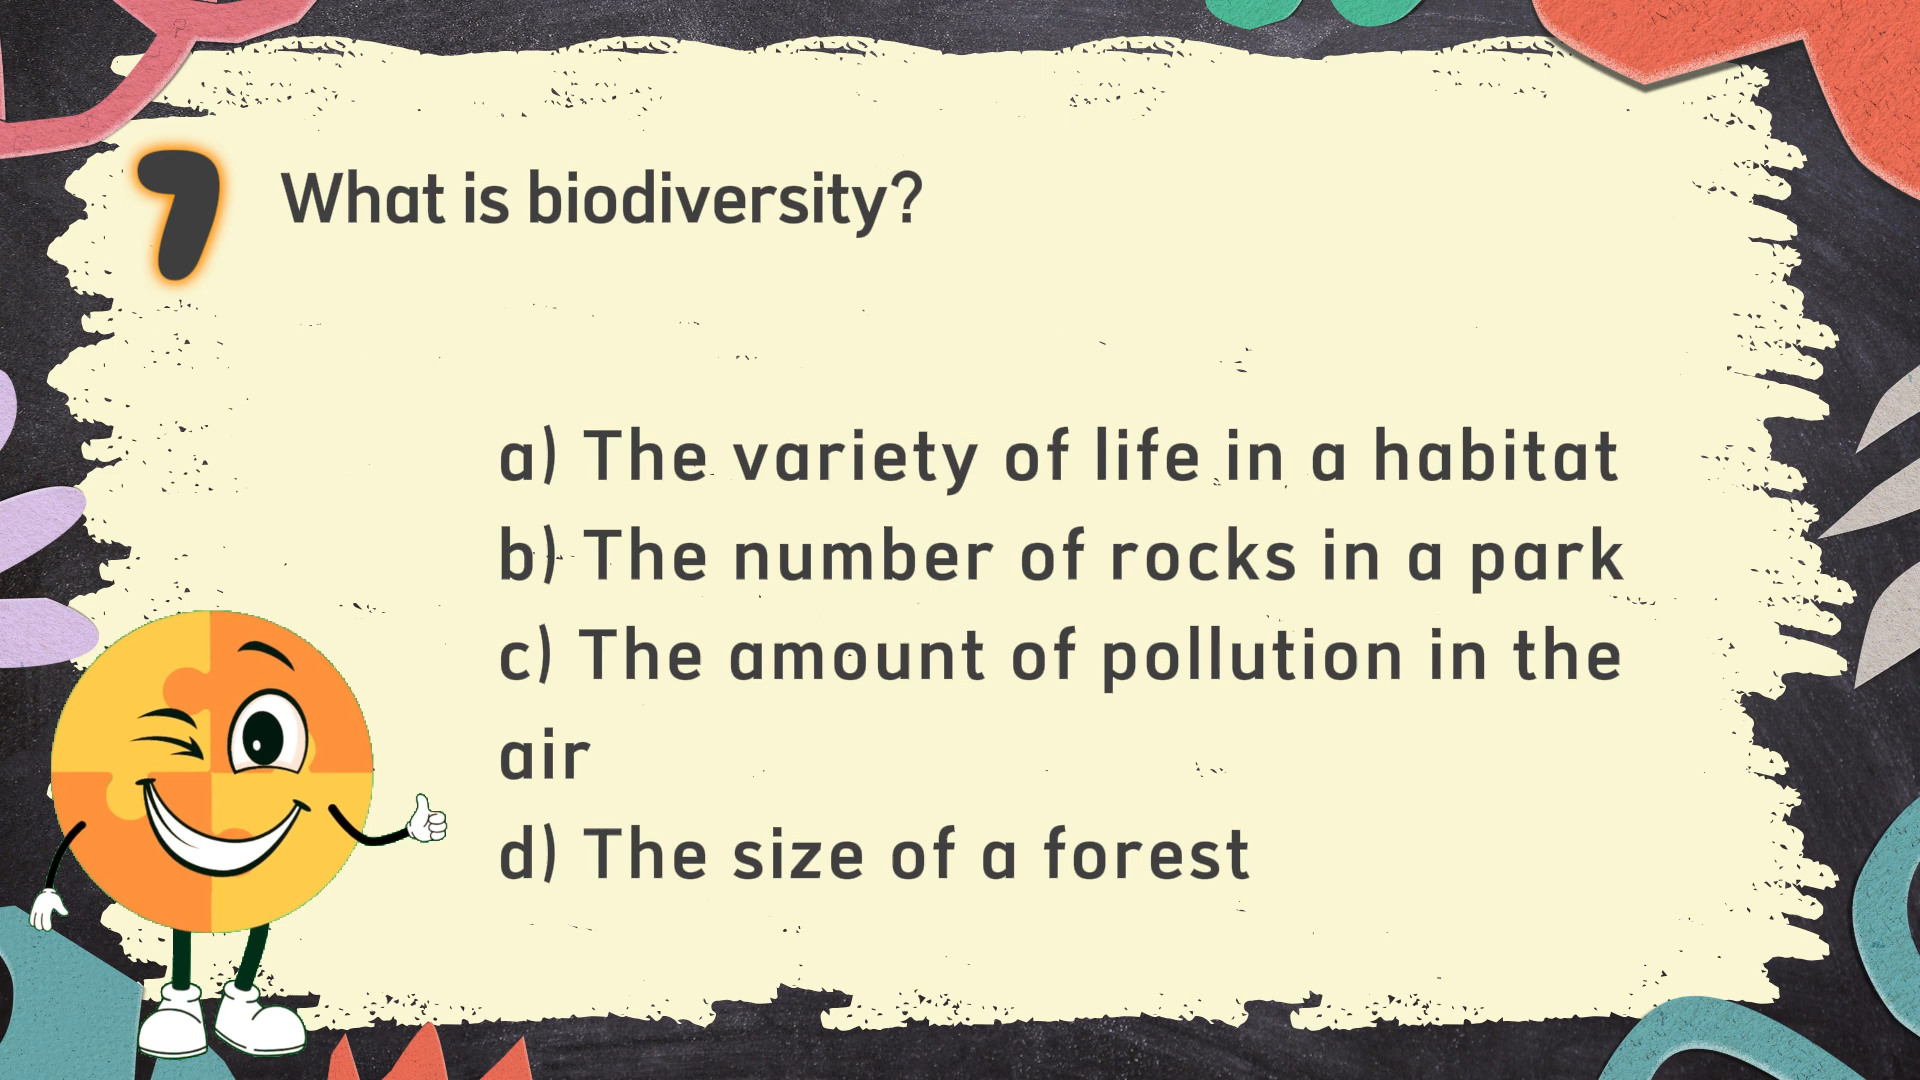 7
What is biodiversity?
a) The variety of life in a habitat
b) The number of rocks in a park
c) The amount of pollution in the
air
d) The size of a forest